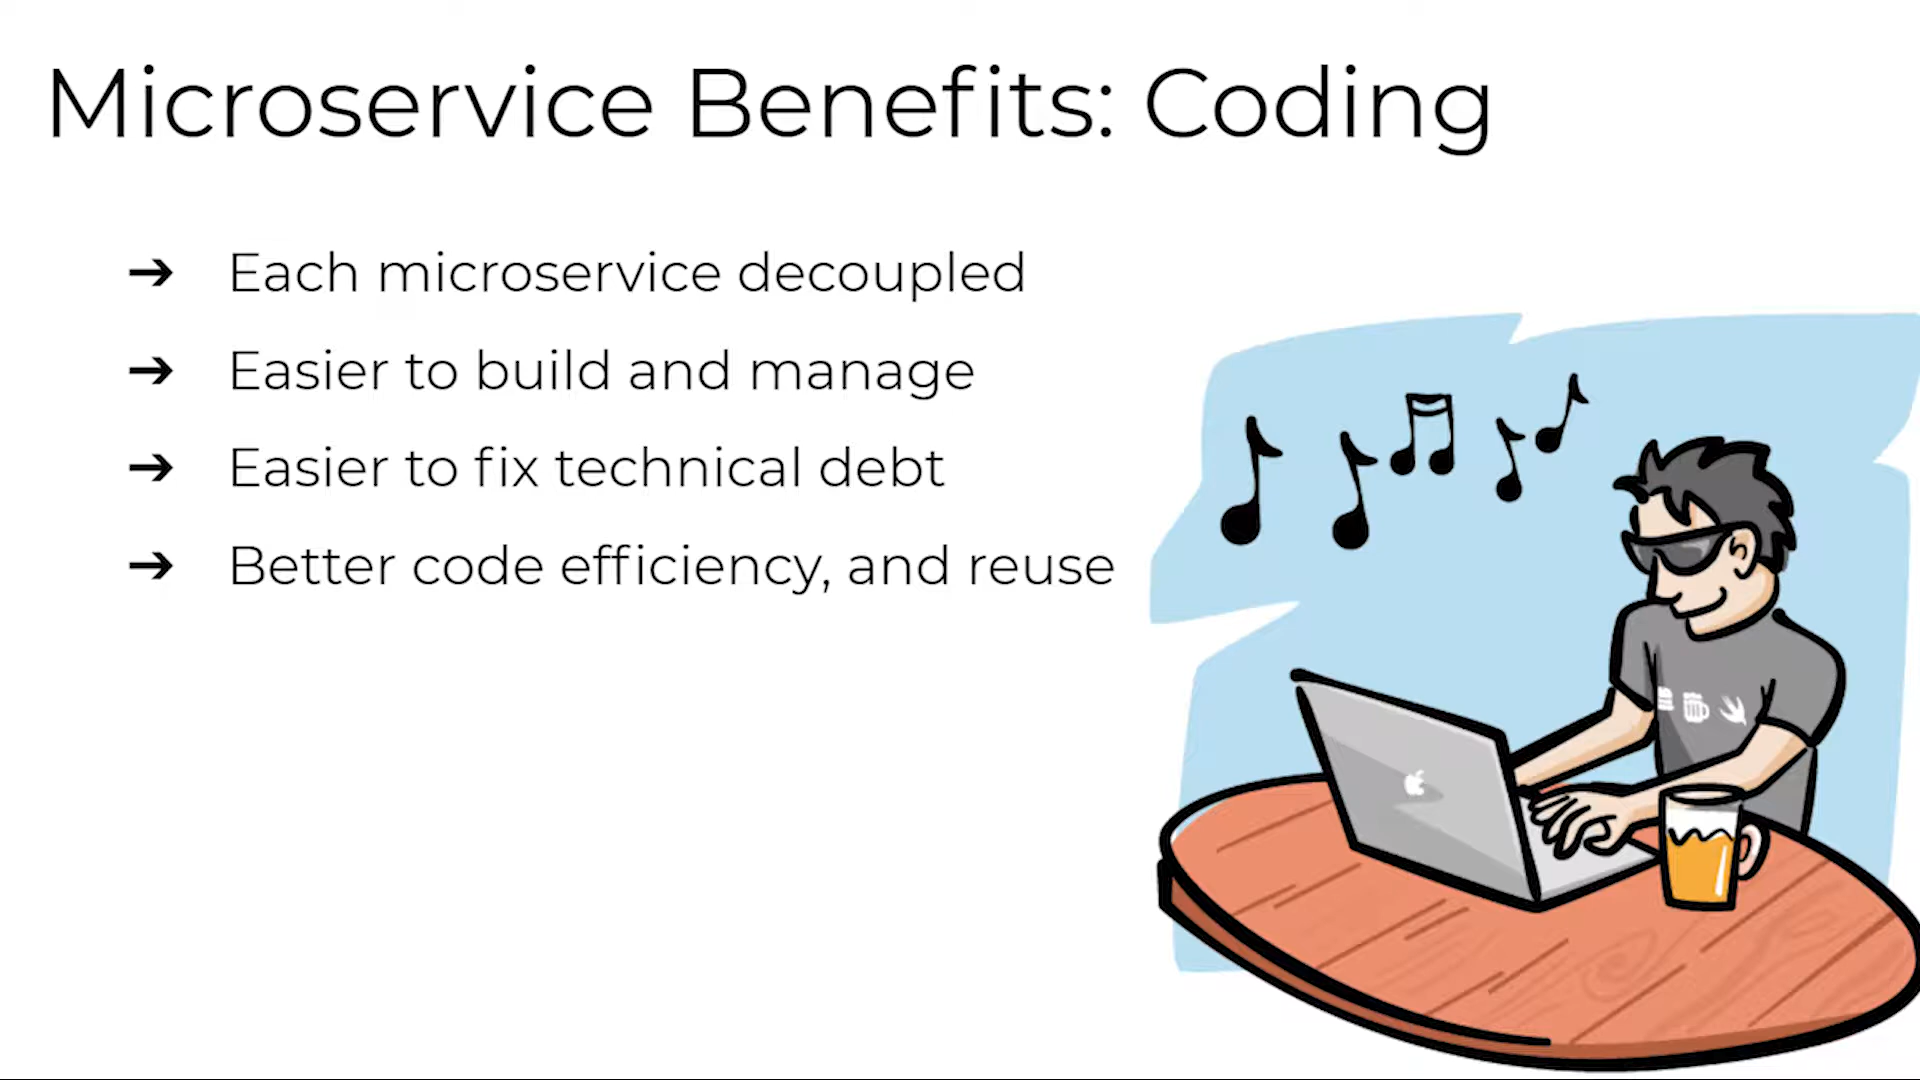 Microservice Benefits: Coding
➔ Each microservice decoupled
➔ Easier to build and manage
➔ Easier to fix technical debt
➔ Better code efficiency, and reuse